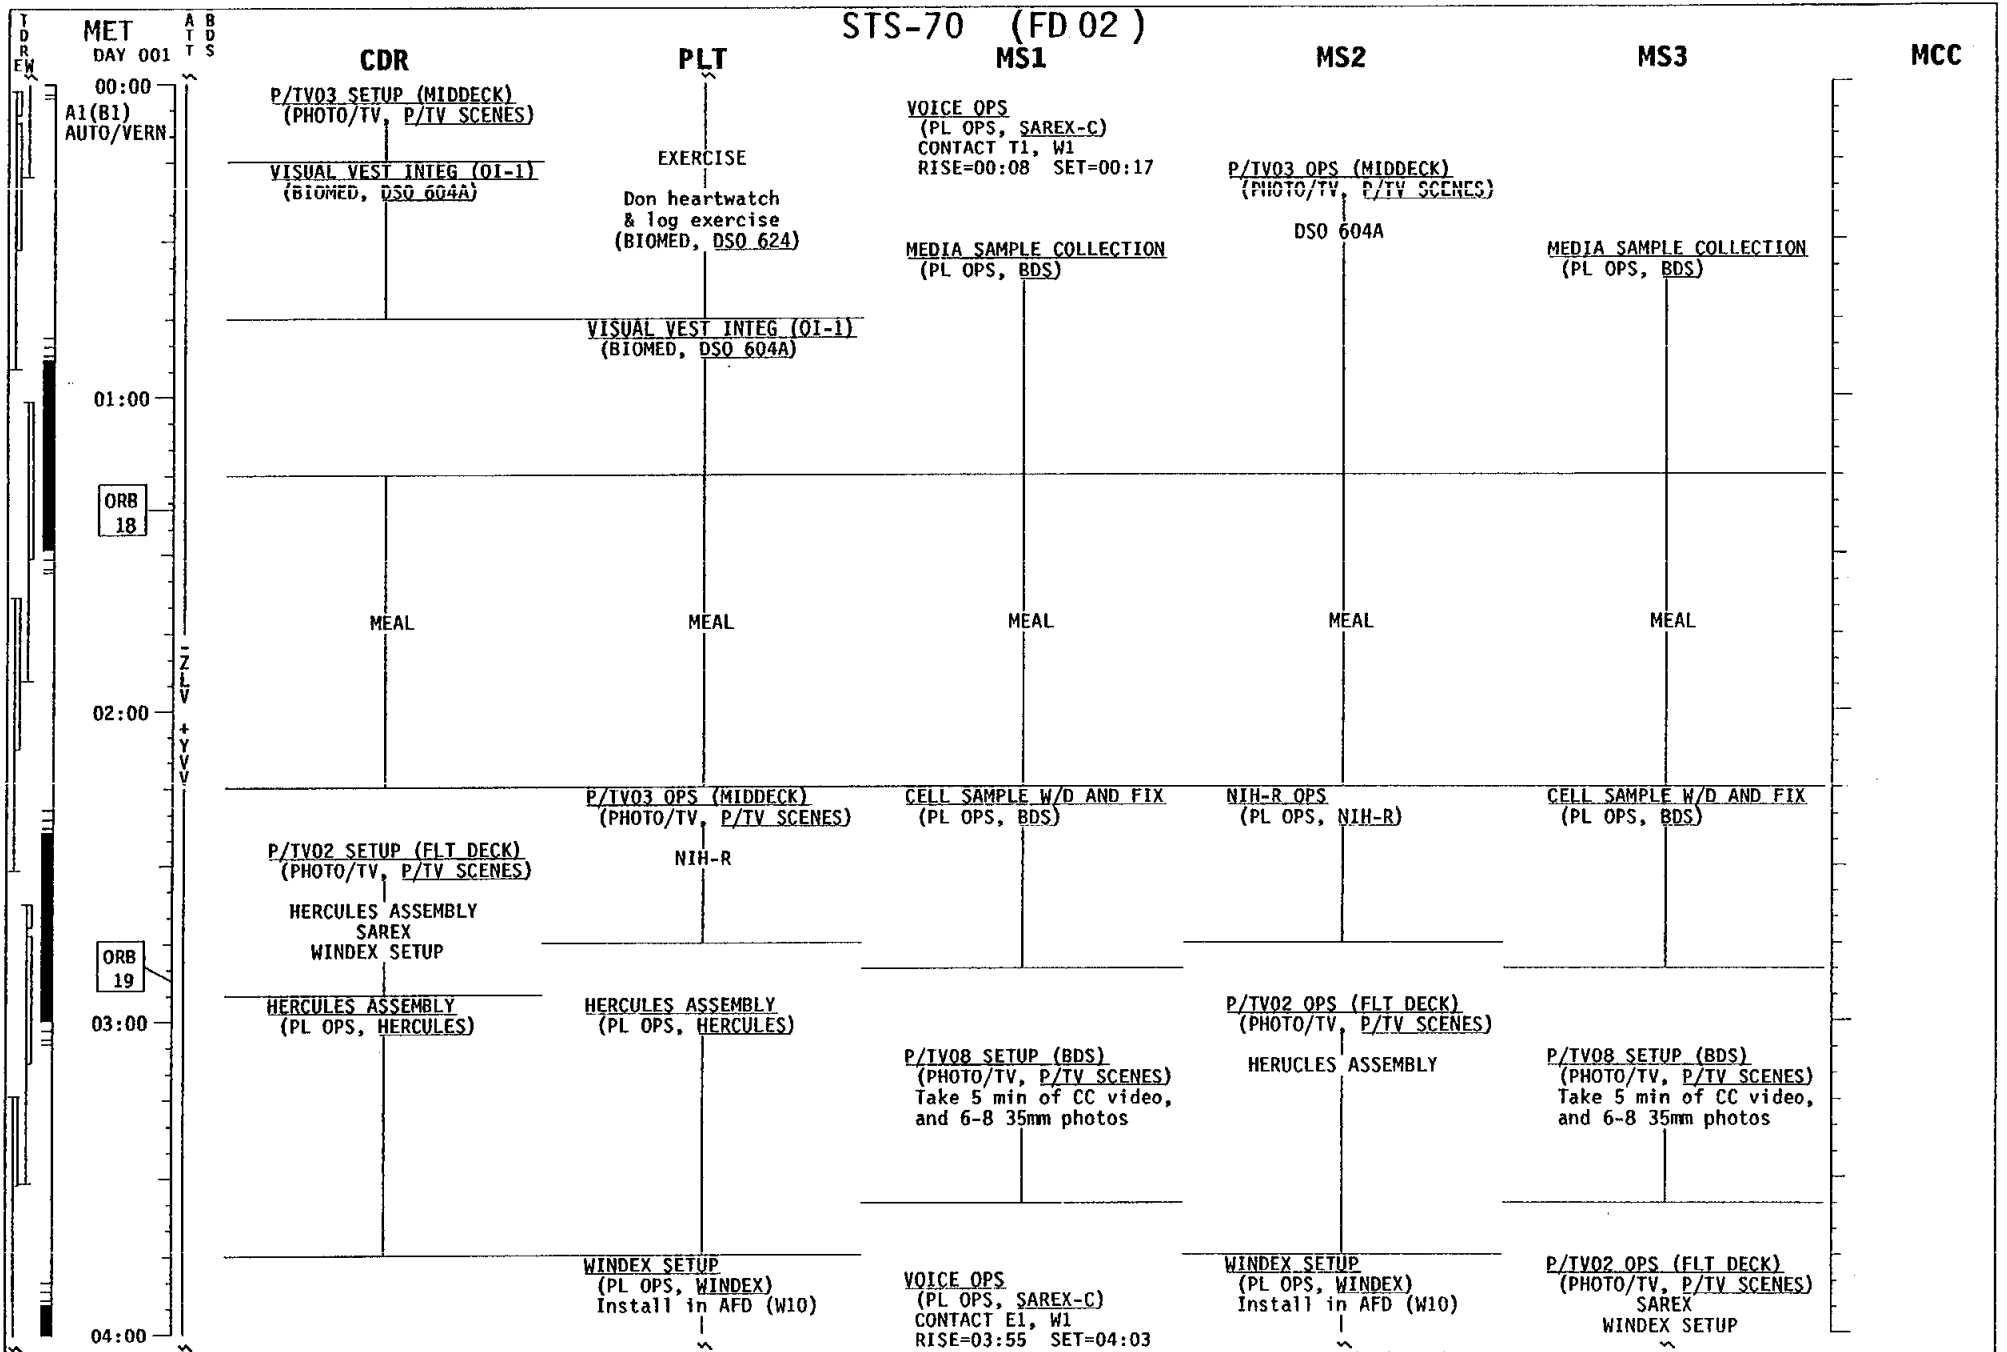 STS-70 (FD 02)
TDRE W
MET
DAY 001
ATT
BDS
CDR
PLT
MS1
MS2
MS3
MCC
00:00
A1(B1)
AUTO/VERN
01:00
ORB
18
02:00
-ZLV +YVV
ORB
19
03:00
04:00
P/TV03 SETUP (MIDDECK)
(PHOTO/TV, P/TV SCENES)
VISUAL VEST INTEG (OI-1)
(BIOMED, DSO 604A)
MEAL
P/TV02 SETUP (FLT DECK)
(PHOTO/TV, P/TV SCENES)
HERCULES ASSEMBLY
SAREX
WINDEX SETUP
HERCULES ASSEMBLY
(PL OPS, HERCULES)
EXERCISE
Don heartwatch
& log exercise
(BIOMED, DSO 624)
VISUAL VEST INTEG (OI-1)
(BIOMED, DSO 604A)
MEAL
P/TV03 OPS (MIDDECK)
(PHOTO/TV, P/TV SCENES)
NIH-R
HERCULES ASSEMBLY
(PL OPS, HERCULES)
WINDEX SETUP
(PL OPS, WINDEX)
Install in AFD (W10)
VOICE OPS
(PL OPS, SAREX-C)
CONTACT T1, W1
RISE=00:08 SET=00:17
MEDIA SAMPLE COLLECTION
(PL OPS, BDS)
MEAL
CELL SAMPLE W/D AND FIX
(PL OPS, BDS)
P/TV08 SETUP (BDS)
(PHOTO/TV, P/TV SCENES)
Take 5 min of CC video,
and 6-8 35mm photos
VOICE OPS
(PL OPS, SAREX-C)
CONTACT E1, W1
RISE=03:55 SET=04:03
P/TV03 OPS (MIDDECK)
(PHOTO/TV, P/TV SCENES)
DSO 604A
MEAL
NIH-R OPS
(PL OPS, NIH-R)
P/TV02 OPS (FLT DECK)
(PHOTO/TV, P/TV SCENES)
HERUCLES ASSEMBLY
WINDEX SETUP
(PL OPS, WINDEX)
Install in AFD (W10)
MEDIA SAMPLE COLLECTION
(PL OPS, BDS)
MEAL
CELL SAMPLE W/D AND FIX
(PL OPS, BDS)
P/TV08 SETUP (BDS)
(PHOTO/TV, P/TV SCENES)
Take 5 min of CC video,
and 6-8 35mm photos
P/TV02 OPS (FLT DECK)
(PHOTO/TV, P/TV SCENES)
SAREX
WINDEX SETUP